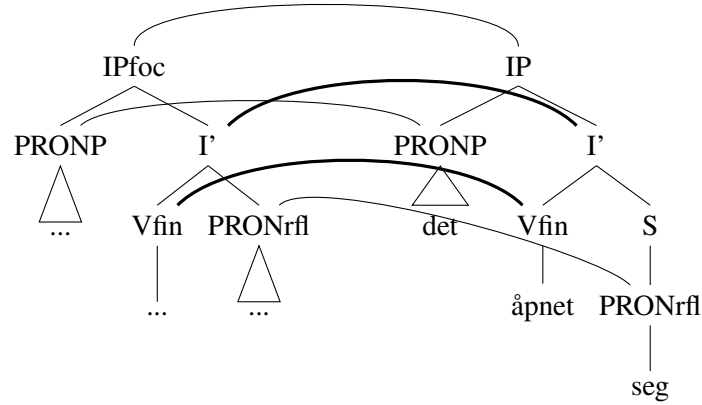 IPfoc IP
PRONP I' PRONP I'
... Vfin PRONrfl det Vfin S
... ... åpnet PRONrfl
seg